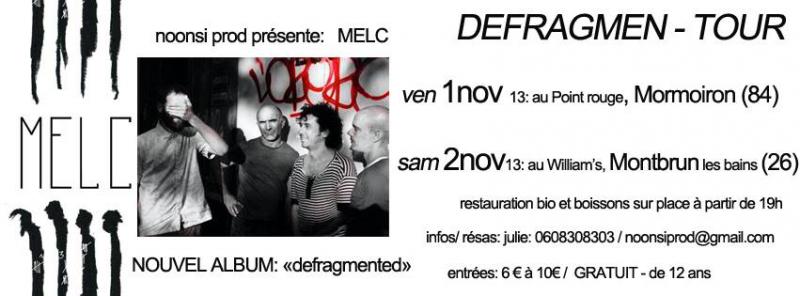 noonsi prod présente: MELC
MELC
NOUVEL ALBUM: «defragmented»
DEFRAGMEN - TOUR
ven 1nov 13: au Point rouge, Mormoiron (84)
sam 2nov13: au William's, Montbrun les bains (26)
restauration bio et boissons sur place à partir de 19h
infos/ résas: julie: 0608308303 / noonsiprod@gmail.com
entrées: 6 € à 10€ / GRATUIT - de 12 ans